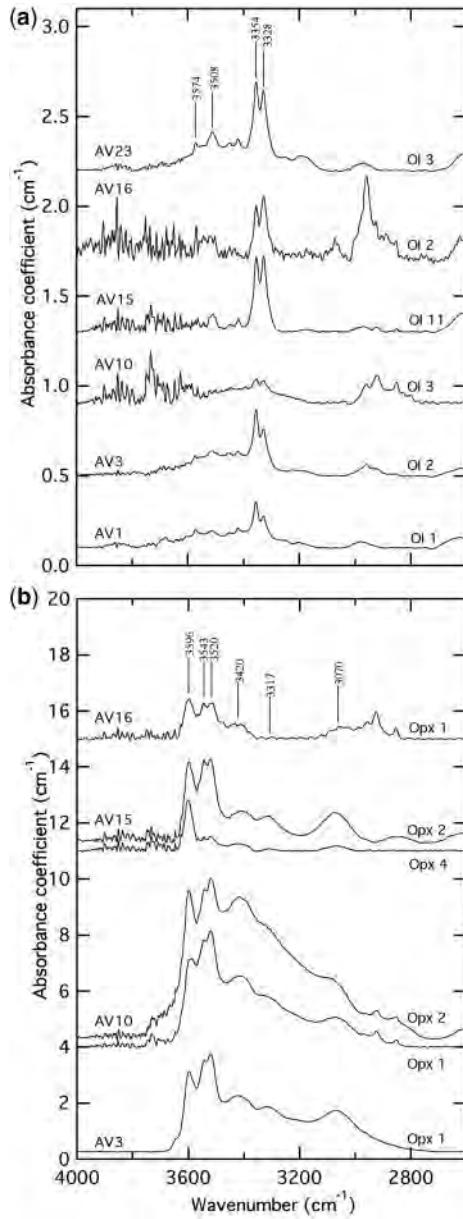 (a)
3.0
2.5
2.0
1.5
1.0
0.5
0.0
Absorbance coefficient (cm-1)
3574
3508
3354
3328
AV23
Ol 3
AV16
Ol 2
AV15
Ol 11
AV10
Ol 3
AV3
Ol 2
AV1
Ol 1
(b)
20
18
16
14
12
10
8
6
4
2
0
Absorbance coefficient (cm-1)
3596
3543
3520
3420
3317
3070
AV16
Opx 1
AV15
Opx 2
Opx 4
AV10
Opx 2
Opx 1
AV3
Opx 1
4000
3600
3200
2800
Wavenumber (cm-1)